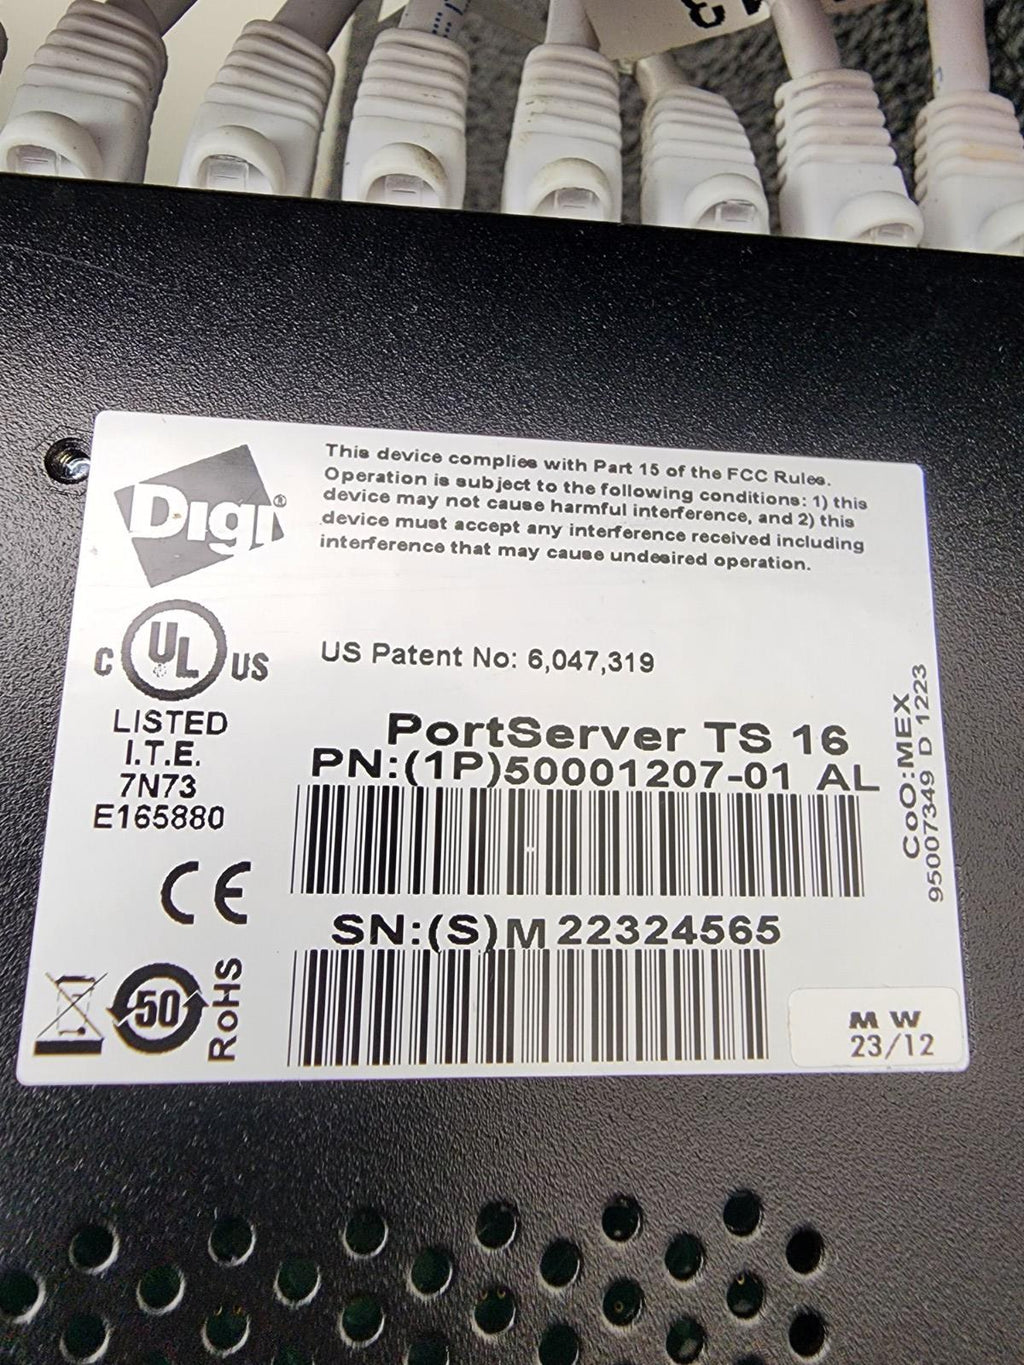 3
This device complies with Part 15 of the FCC Rules.
Operation is subject to the following conditions: 1) this
device may not cause harmful interference, and 2) this
device must accept any interference received including
interference that may cause undesired operation.
Digi®
C UL US
LISTED
I.T.E.
7N73
E165880
US Patent No: 6,047,319
PortServer TS 16
PN:(1P)50001207-01 AL
SN:(S)M22324565
CE
50
RoHS
CoO:MEX
95007349 D 1223
MW
23/12